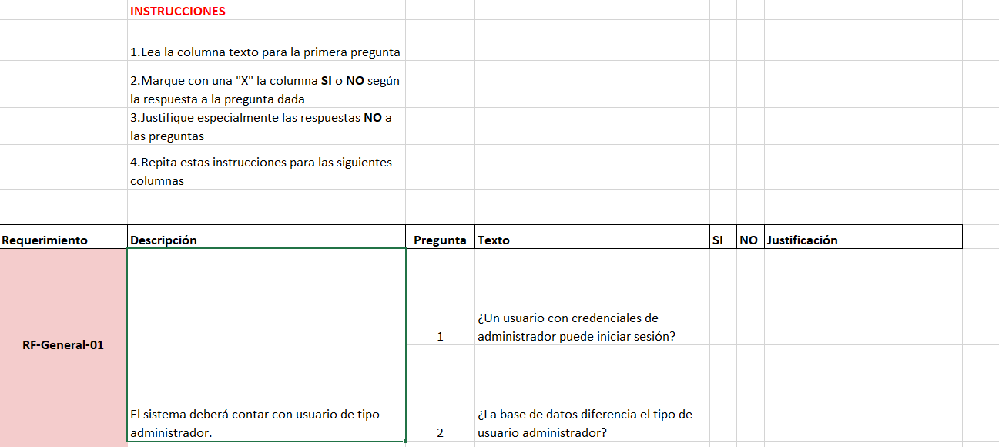 INSTRUCCIONES
1.Lea la columna texto para la primera pregunta
2.Marque con una "X" la columna SI o NO según
la respuesta a la pregunta dada
3.Justifique especialmente las respuestas NO a
las preguntas
4.Repita estas instrucciones para las siguientes
columnas
Requerimiento Descripción Pregunta Texto SI NO Justificación
RF-General-01
El sistema deberá contar con usuario de tipo
administrador.
1
¿Un usuario con credenciales de
administrador puede iniciar sesión?
2
¿La base de datos diferencia el tipo de
usuario administrador?